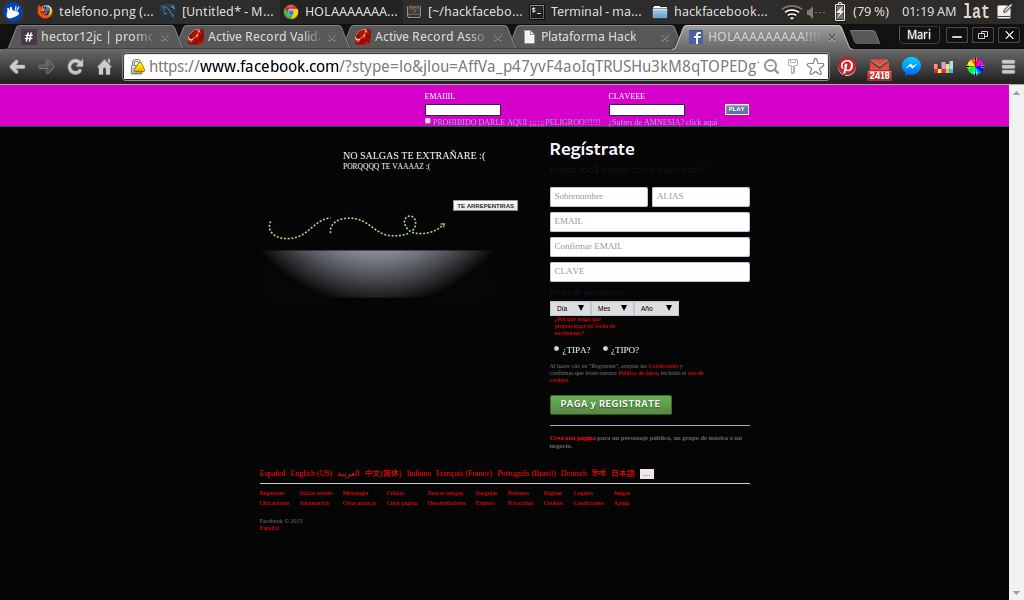 telefono.png (... [Untitled* - M... HOLAAAAAAA... [~/hackfacebo... Terminal - ma... hackfacebook... (79 %) 01:19 AM lat
# hector12jc | promo Active Record Valida Active Record Asso Plataforma Hack HOLAAAAAAAAA!!!! Mari
https://www.facebook.com/?stype=lo&jlou=AffVa_p47yvF4aoIqTRUSHu3kM8qTOPEDg
2418
EMAIIIL CLAVEEE
PLAY
PROHIBIDO DARLE AQUI ¡¡¡¡¡¡PELIGROO!!!!!! ¿Sufres de AMNESIA? click aqui
NO SALGAS TE EXTRAÑARE :(
PORQQQQ TE VAAAAZ :(
TE ARREPENTIRAS
Regístrate
Sobrenombre ALIAS
EMAIL
Confirmar EMAIL
CLAVE
Día Mes Año
¿Por qué tengo que
proporcionar mi fecha de
nacimiento?
¿TIPA? ¿TIPO?
Al hacer clic en "Regístrate", aceptas las Condiciones y
confirmas que leíste nuestra Política de datos, incluido el uso de
cookies.
PAGA y REGISTRATE
Crea una página para un personaje público, un grupo de música o un
negocio.
Español English (US) العربية 中文(简体) Italiano Français (France) Português (Brasil) Deutsch हिन्दी 日本語 ...
Regístrate Iniciar sesión Messenger Celular Buscar amigos Insignias Personas Páginas Lugares Juegos
Ubicaciones Información Crear anuncio Crear página Desarrolladores Empleo Privacidad Cookies Condiciones Ayuda
Facebook © 2015
Español